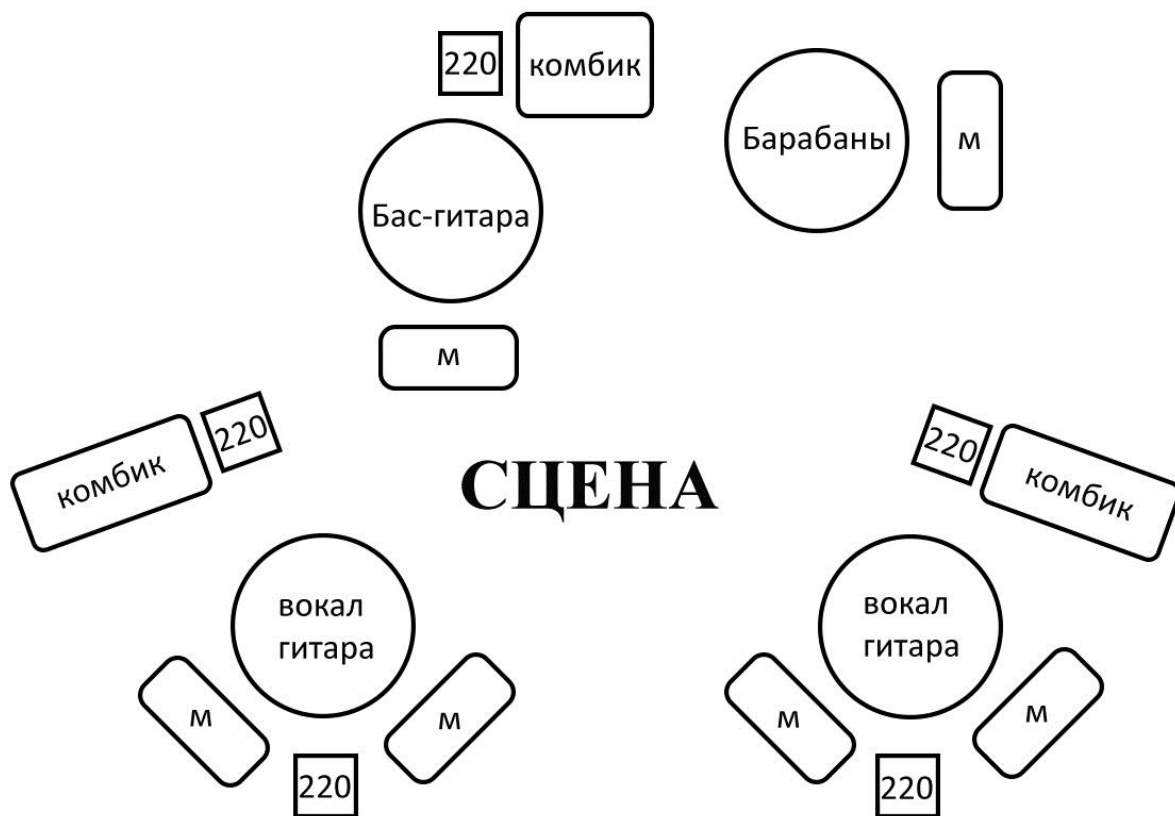 220
комбик
Барабаны
м
Бас-гитара
м
комбик
220
СЦЕНА
220
комбик
вокал
гитара
м
м
220
вокал
гитара
м
м
220